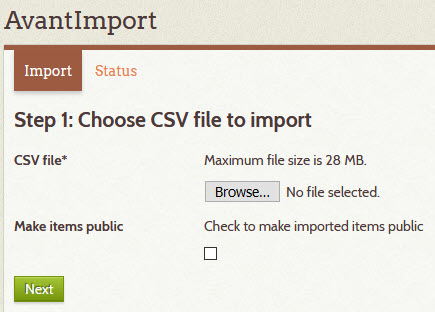 AvantImport
Import Status
Step 1: Choose CSV file to import
CSV file* Maximum file size is 28 MB.
Browse... No file selected.
Make items public Check to make imported items public
Next